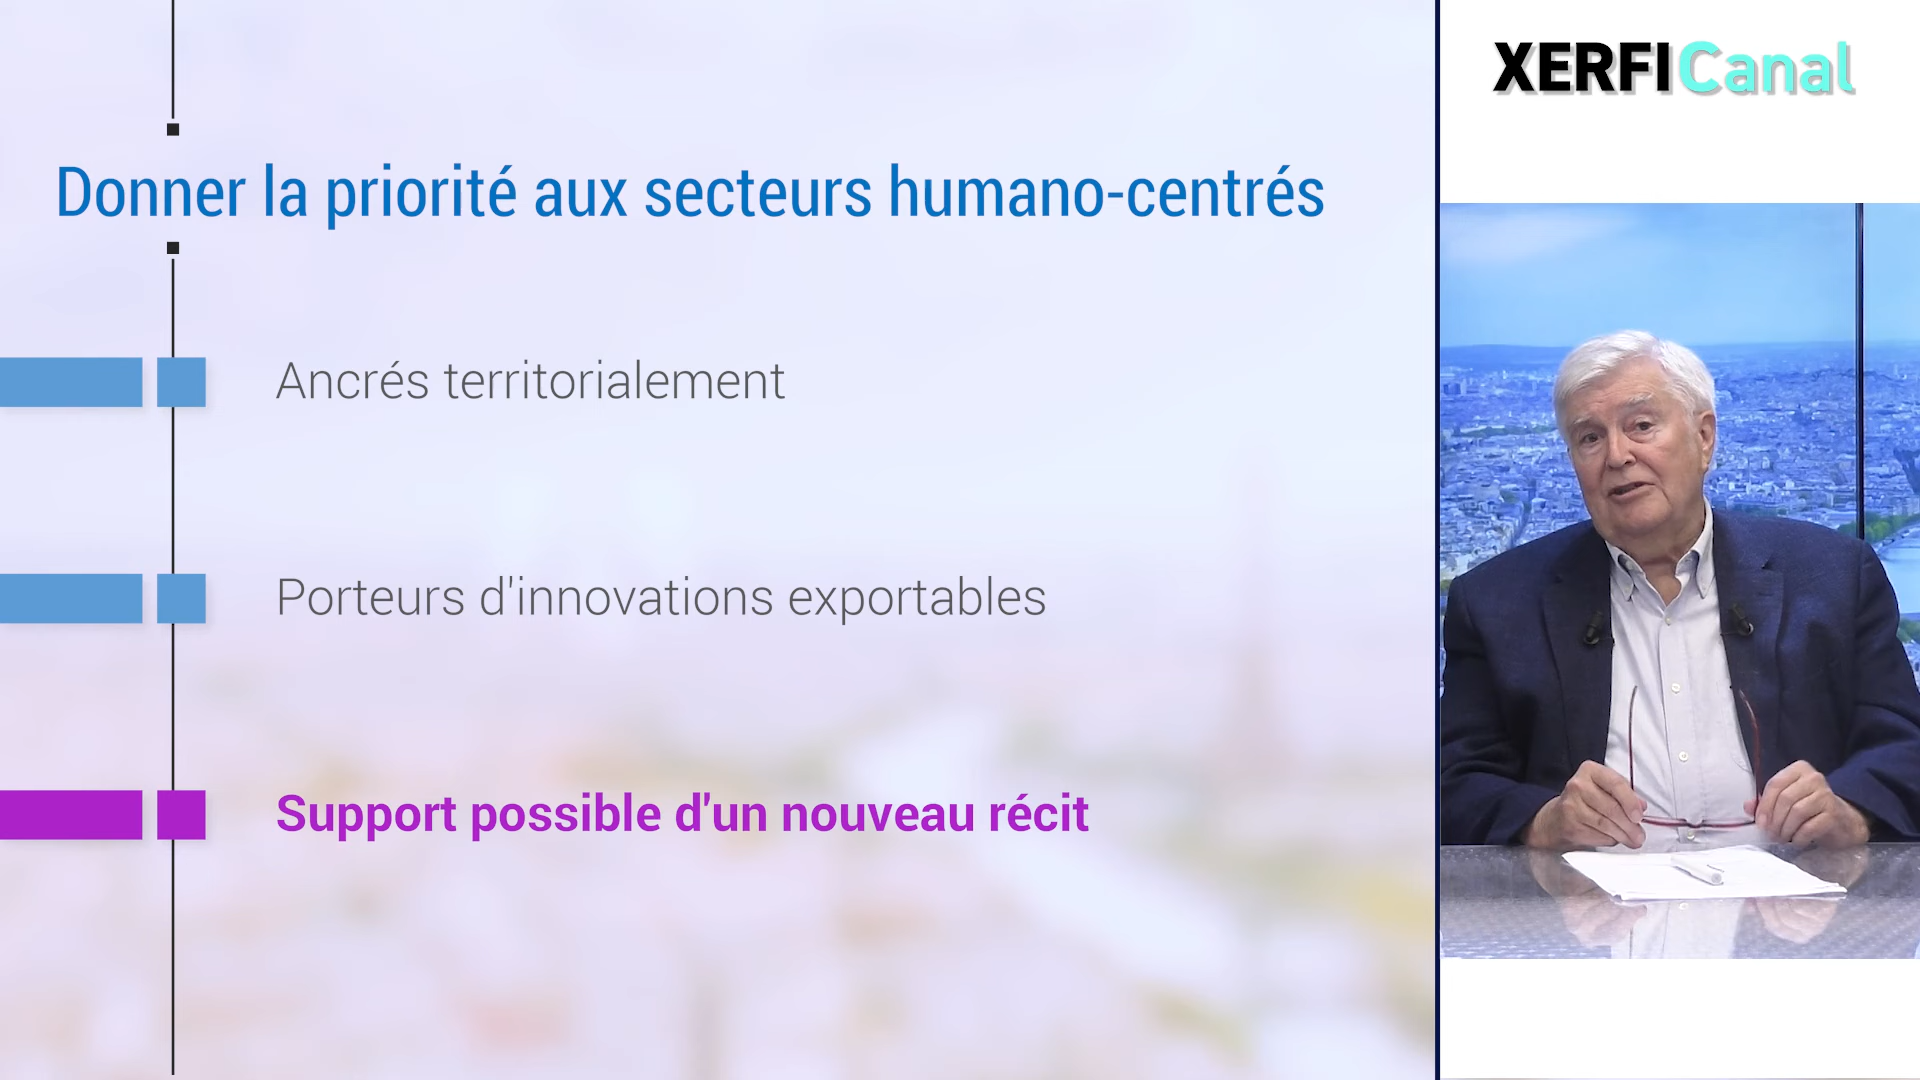 XERFI Canal
Donner la priorité aux secteurs humano-centrés
Ancrés territorialement
Porteurs d'innovations exportables
Support possible d'un nouveau récit